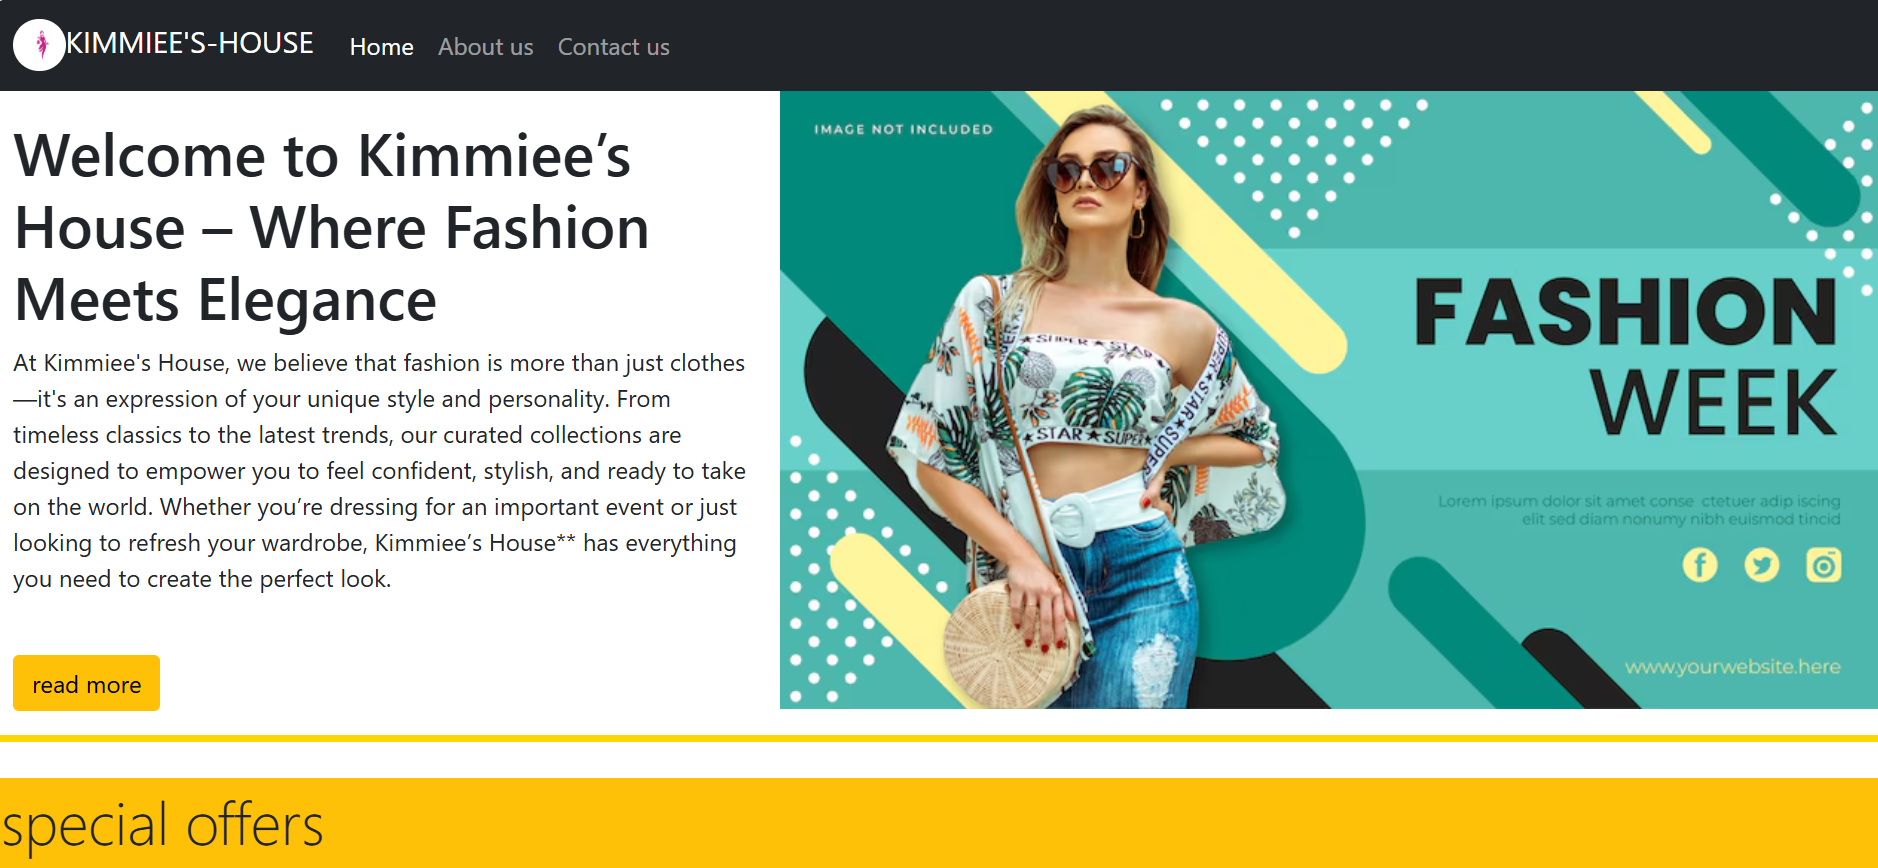 KIMMIEE'S-HOUSE Home About us Contact us
Welcome to Kimmiee’s
House – Where Fashion
Meets Elegance
At Kimmiee's House, we believe that fashion is more than just clothes
—it's an expression of your unique style and personality. From
timeless classics to the latest trends, our curated collections are
designed to empower you to feel confident, stylish, and ready to take
on the world. Whether you’re dressing for an important event or just
looking to refresh your wardrobe, Kimmiee’s House** has everything
you need to create the perfect look.
read more
IMAGE NOT INCLUDED
SUPER ★ STAR
★STAR★SUPER
SUPER★STAR★SUPER
FASHION
WEEK
Lorem ipsum dolor sit amet conse ctetuer adip iscing
elit sed diam nonumy nibh euismod tincid
www.yourwebsite.here
special offers